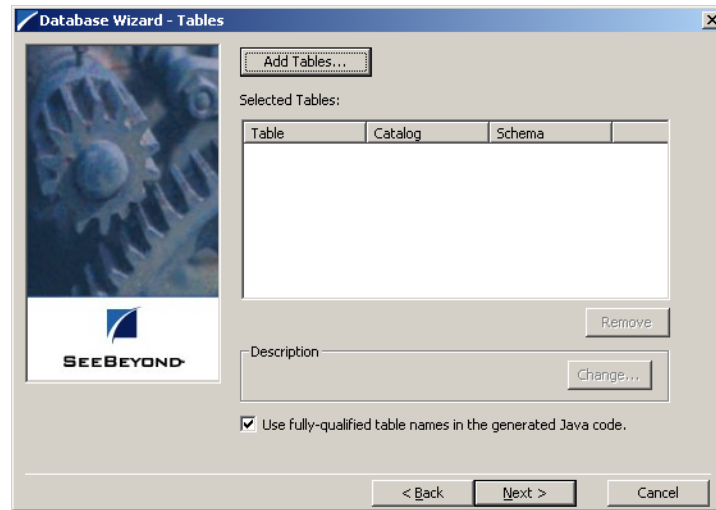 Database Wizard - Tables
Add Tables...
Selected Tables:
Table Catalog Schema
Remove
SEEBEYOND
Description
Change...
Use fully-qualified table names in the generated Java code.
< Back Next > Cancel